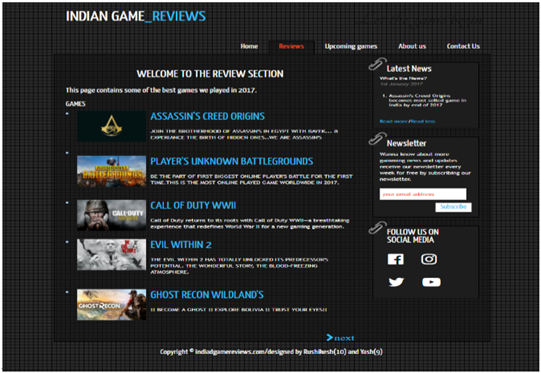 INDIAN GAME_REVIEWS
Home Reviews Upcoming games About us Contact Us
WELCOME TO THE REVIEW SECTION
This page contains some of the best games we played in 2017.
GAMES
ASSASSIN'S CREED ORIGINS
JOIN THE BROTHERHOOD OF ASSASSINS IN EGYPT WITH BAYEK.... &
EXPERIANCE THE BIRTH OF HIDDEN ONES...WE ARE ASSASSINS
PLAYER'S UNKNOWN BATTLEGROUNDS
BE THE PART OF FIRST BIGGEST ONLINE PLAYERS BATTLE FOR THE FIRST
TIME.THIS IS THE MOST ONLINE PLAYED GAME WORLDWIDE IN 2017.
BATTLEGROUNDS
CALL OF DUTY WWII
Call of Duty returns to its roots with Call of Duty WWII—a breathtaking
experience that redefines World War II for a new gaming generation.
CALL OF DUTY
EVIL WITHIN 2
THE EVIL WITHIN 2 HAS TOTALLY UNLOCKED ITS PREDECESSOR'S
POTENTIAL. THE WONDERFUL STORY, THE BLOOD-FREEZING
ATMOSPHERE.
GHOST RECON WILDLAND'S
|| BECOME A GHOST || EXPLORE BOLIVIA || TRUST YOUR EYES||
GHOST RECON
next
Latest News
What's the News?
1st January 2017
1. Assassin's Creed Origins
becomes most selled game in
India by end of 2017
Read more/Read less
Newsletter
Wanna know about more
gamming news and updates
receive our newsletter every
week for free by subscribing our
newsletter.
your email address
Subscribe
FOLLOW US ON
SOCIAL MEDIA
Copyright © indiadgamereviews.com/designed by Rushikesh(10) and Yash(9)